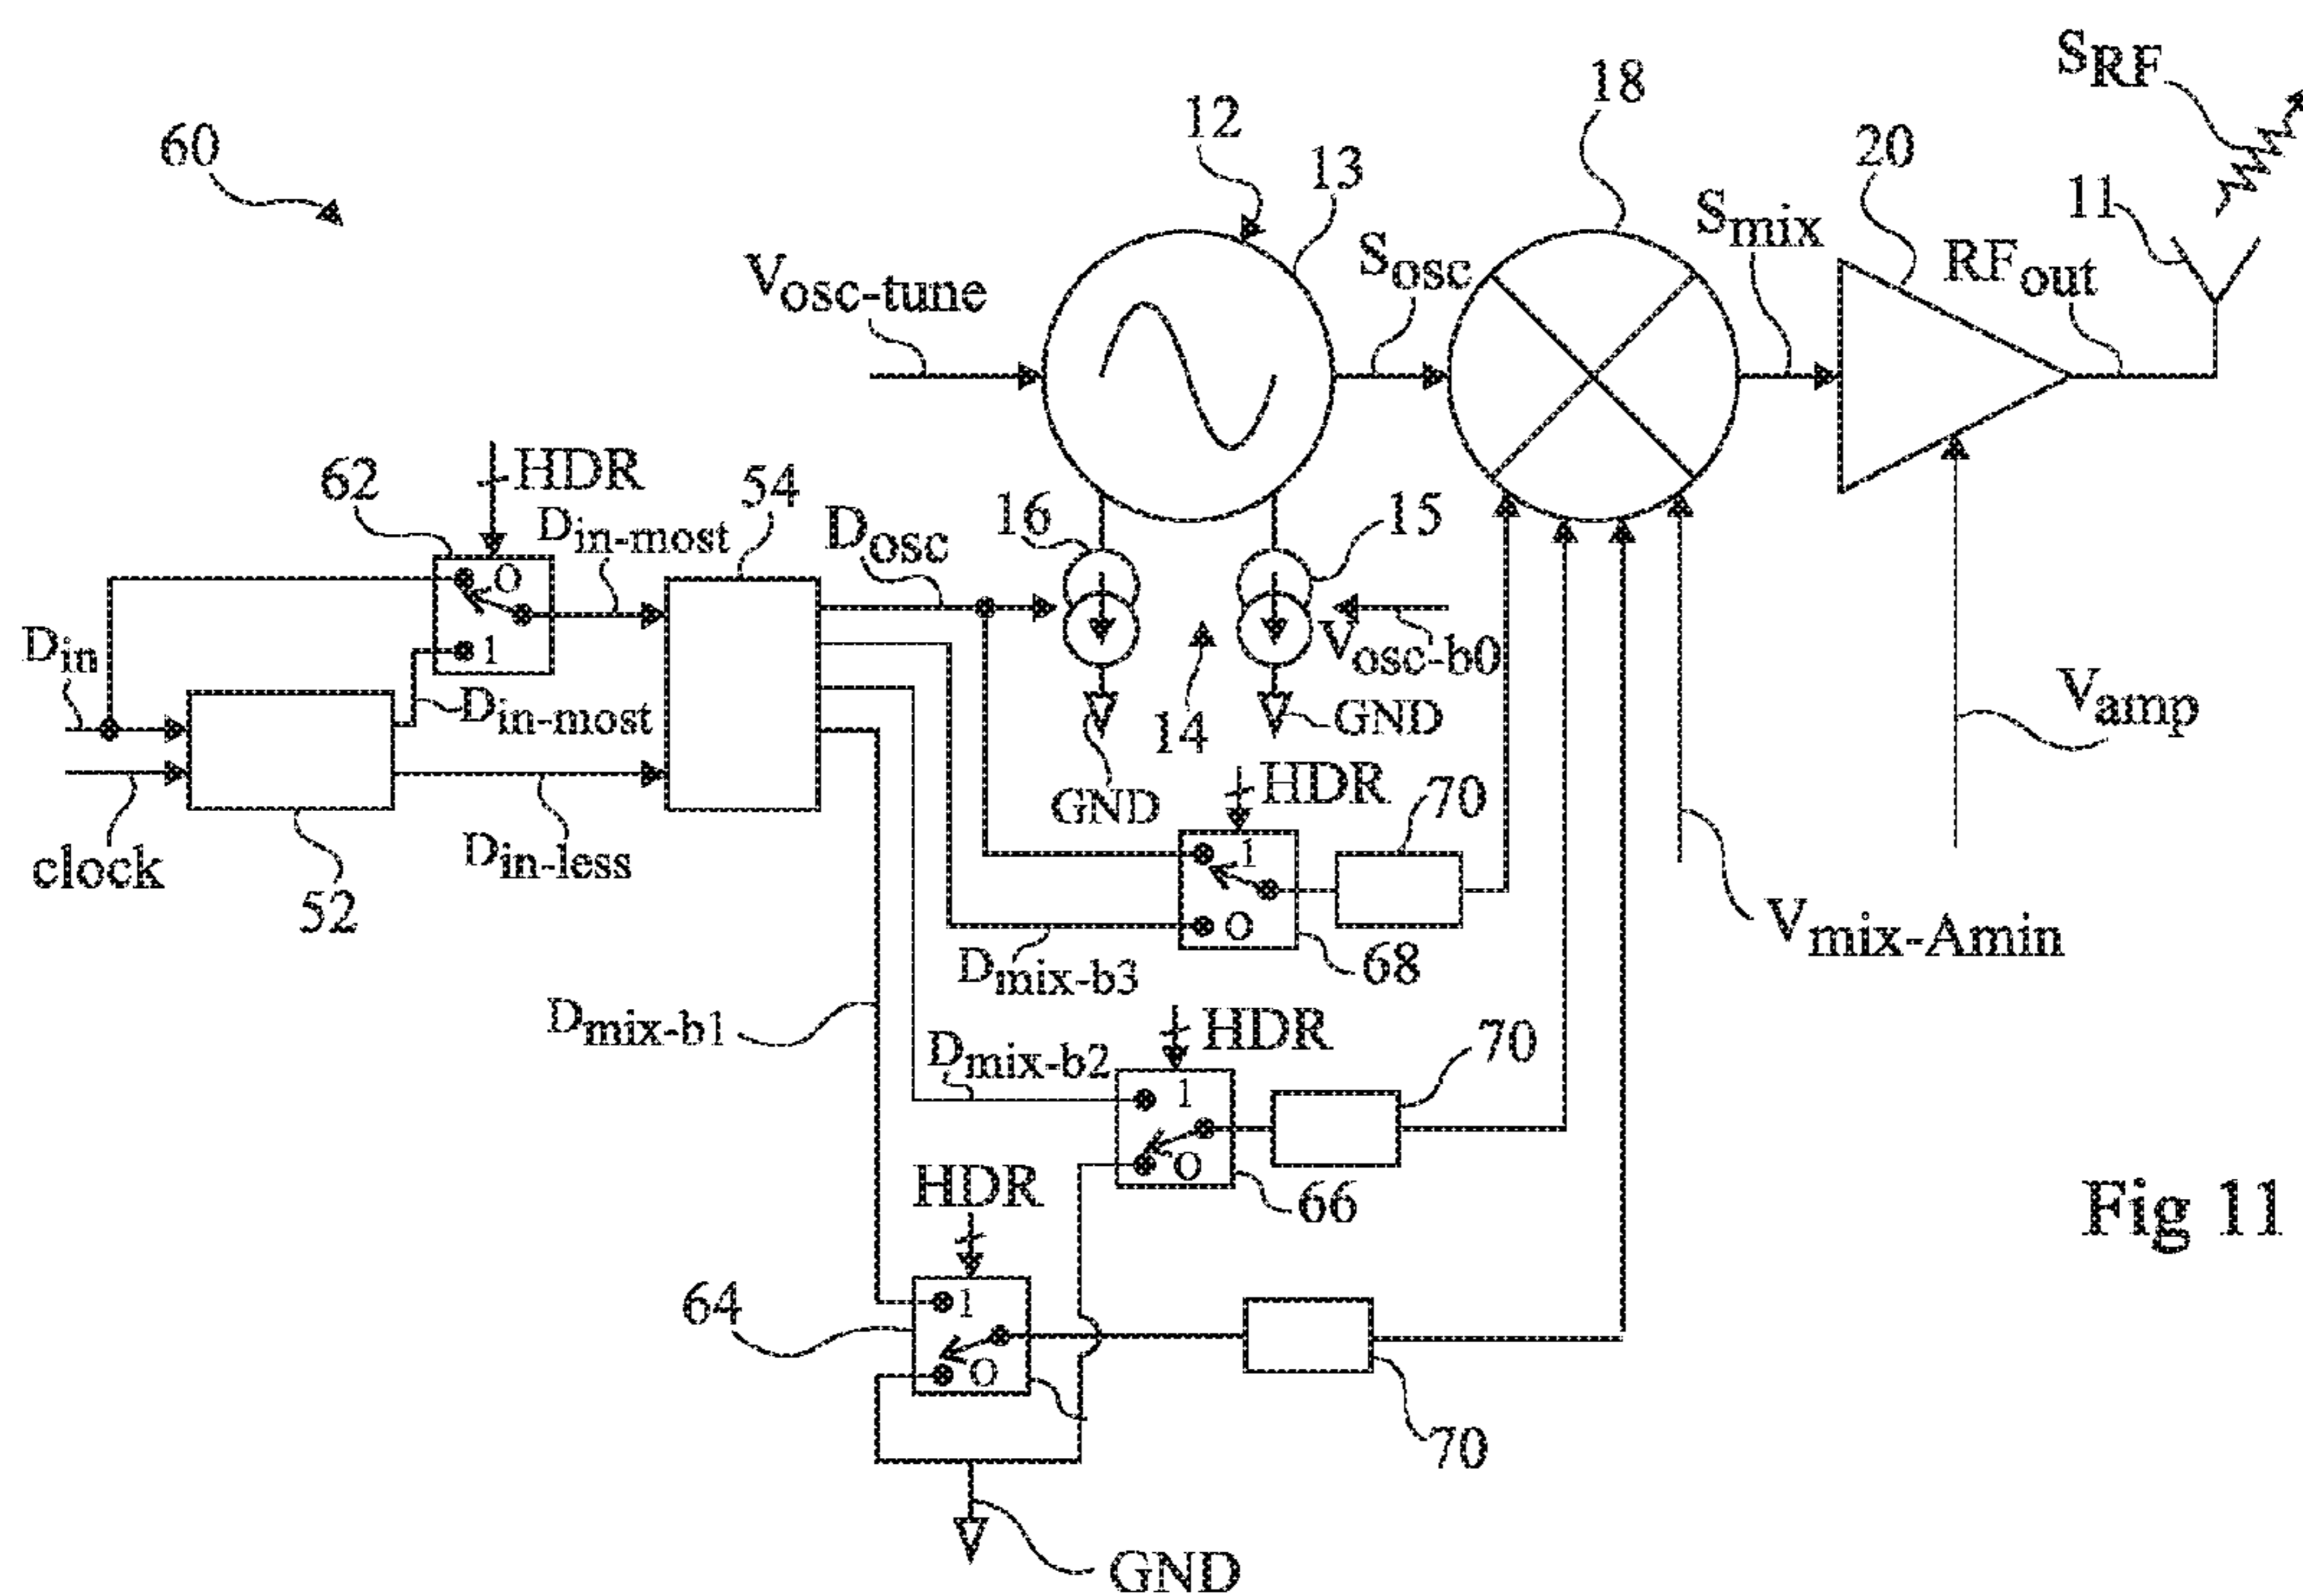 SRF
18
12
60
20
13
11
Smix
Sosc
RFout
Vosc-tune
HDR
62
54
16
15
Din-most
Dosc
O
Din
1
Vosc-b0
Din-most
Vamp
14
GND
HDR
GND
70
clock
Din-less
1
52
O
Vmix-Amin
68
Dmix-b3
Dmix-b1
HDR
70
Dmix-b2
1
O
HDR
66
Fig 11
64
1
O
70
GND